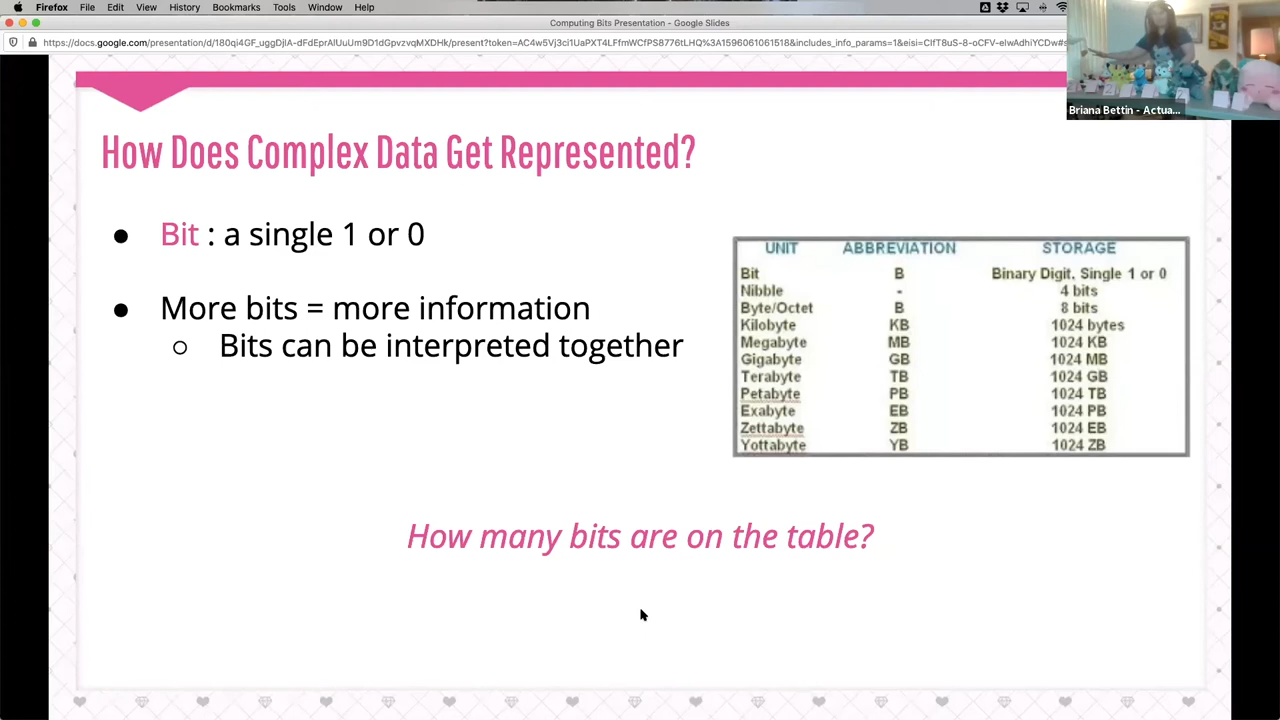 Firefox File Edit View History Bookmarks Tools Window Help
Computing Bits Presentation - Google Slides
Briana Bettin - Actua...
How Does Complex Data Get Represented?
Bit : a single 1 or 0
More bits = more information
Bits can be interpreted together
UNIT ABBREVIATION STORAGE
Bit B Binary Digit. Single 1 or 0
Nibble - 4 bits
Byte/Octet B 8 bits
Kilobyte KB 1024 bytes
Megabyte MB 1024 KB
Gigabyte GB 1024 MB
Terabyte TB 1024 GB
Petabyte PB 1024 TB
Exabyte EB 1024 PB
Zettabyte ZB 1024 EB
Yottabyte YB 1024 ZB
How many bits are on the table?